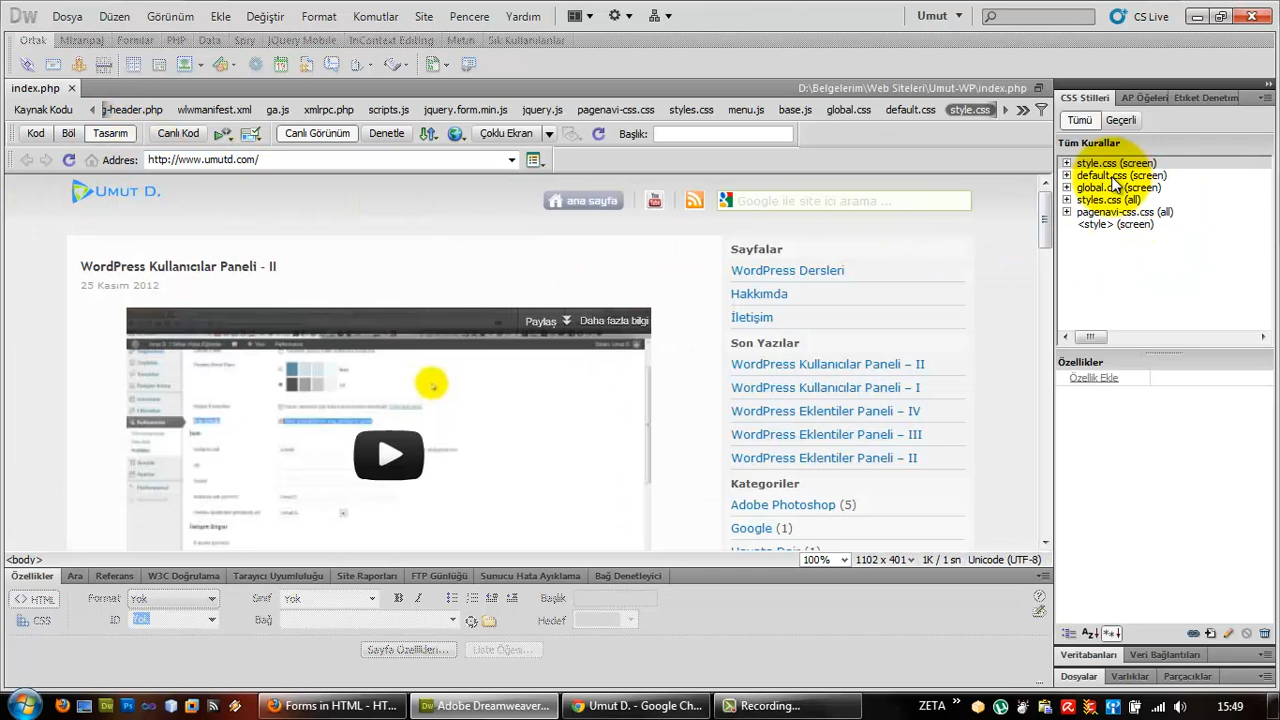 Dw Dosya Düzen Görünüm Ekle Değiştir Format Komutlar Site Pencere Yardım Umut CS Live
Ortak Mizanpaj Formlar PHP Data Spry jQuery Mobile InContext Editing Metin Sık Kullanılanlar
index.php D:\Belgelerim\Web Siteleri\Umut-WP\index.php
Kaynak Kodu header.php wlwmanifest.xml ga.js xmlrpc.php scripts.js jquery.form.min.js jquery.js pagenavi-css.css styles.css menu.js base.js global.css default.css style.css
Kod Böl Tasarım Canlı Kod Canlı Görünüm Denetle Çoklu Ekran Başlık:
Adres: http://www.umutd.com/
CSS Stilleri AP Öğeleri Etiket Denetim
Tümü Geçerli
Tüm Kurallar
style.css (screen)
default.css (screen)
(screen)
styles.css (all)
pagenavi-css.css (all)
<style> (screen)
Özellikler
Özellik Ekle
UMUT D.
ana sayfa
You Tube
Google ile site içi arama ...
WordPress Kullanıcılar Paneli - II
25 Kasım 2012
Paylaş Daha fazla bilgi
Sayfalar
WordPress Dersleri
Hakkımda
İletişim
Son Yazılar
WordPress Kullanıcılar Paneli – II
WordPress Kullanıcılar Paneli – I
WordPress Eklentiler Paneli – IV
WordPress Eklentiler Paneli – III
WordPress Eklentiler Paneli – II
Kategoriler
Adobe Photoshop (5)
Google (1)
<body> 100% 1102 x 401 1K / 1 sn Unicode (UTF-8)
Özellikler Ara Referans W3C Doğrulama Tarayıcı Uyumluluğu Site Raporları FTP Günlüğü Sunucu Hata Ayıklama Bağ Denetleyici
<> HTML Format Yok Sınıf Yok B I Başlık
CSS ID Yok Bağ Hedef
Liste Öğesi...
Veritabanları Veri Bağlantıları
Dosyalar Varlıklar Parçacıklar
Forms in HTML - HT... Adobe Dreamweaver... Umut D. - Google Ch... Recording... ZETA 15:49